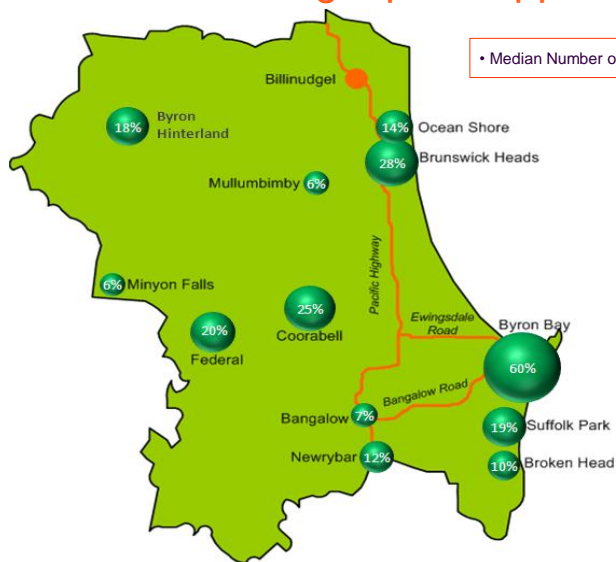 • Median Number o
Billinudgel
18%
Byron
Hinterland
14%
Ocean Shore
28%
Brunswick Heads
Mullumbimby
6%
Pacific Highway
6%
Minyon Falls
25%
Coorabell
20%
Federal
Ewingsdale
Road
Byron Bay
60%
Bangalow Road
Bangalow
7%
19%
Suffolk Park
Newrybar
12%
10%
Broken Head